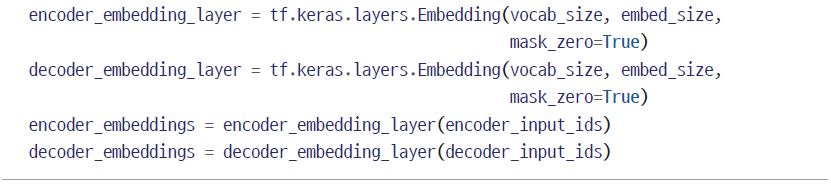 encoder_embedding_layer = tf.keras.layers.Embedding(vocab_size, embed_size,
mask_zero=True)
decoder_embedding_layer = tf.keras.layers.Embedding(vocab_size, embed_size,
mask_zero=True)
encoder_embeddings = encoder_embedding_layer(encoder_input_ids)
decoder_embeddings = decoder_embedding_layer(decoder_input_ids)